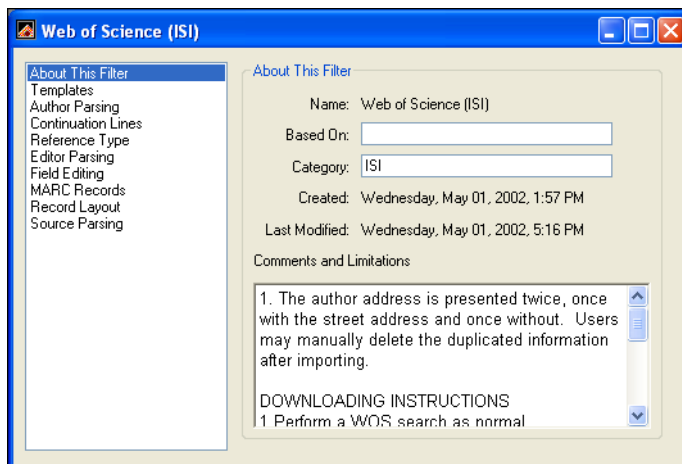 Web of Science (ISI)
About This Filter
Templates
Author Parsing
Continuation Lines
Reference Type
Editor Parsing
Field Editing
MARC Records
Record Layout
Source Parsing
About This Filter
Name: Web of Science (ISI)
Based On:
Category: ISI
Created: Wednesday, May 01, 2002, 1:57 PM
Last Modified: Wednesday, May 01, 2002, 5:16 PM
Comments and Limitations
1. The author address is presented twice, once
with the street address and once without. Users
may manually delete the duplicated information
after importing.
DOWNLOADING INSTRUCTIONS
1 Perform a WOS search as normal